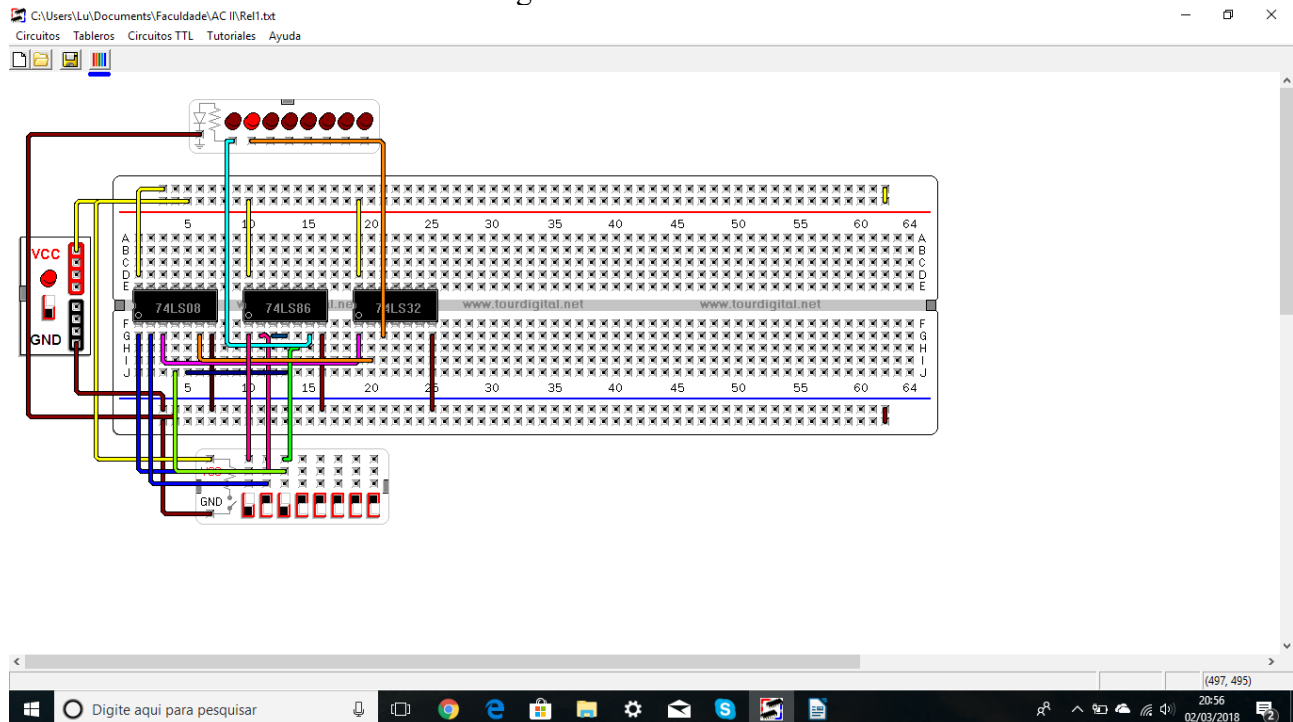 C:\Users\Lu\Documents\Faculdade\AC II\Rel1.txt
Circuitos Tableros Circuitos TTL Tutoriales Ayuda
5 10 15 20 25 30 35 40 45 50 55 60 64
A A
B B
C C
D D
E E
VCC
74LS08 74LS86 74LS32 www.tourdigital.net www.tourdigital.net
GND
F F
G G
H H
I I
J J
5 10 15 20 25 30 35 40 45 50 55 60 64
GND
(497, 495)
Digite aqui para pesquisar
20:56
02/03/2018
2